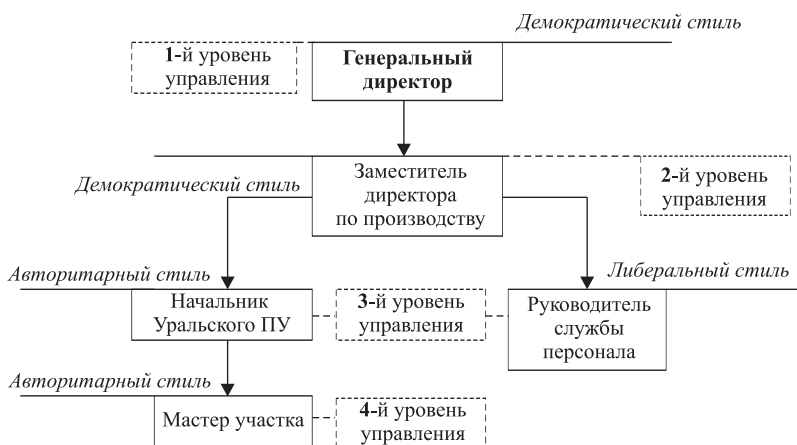 Демократический стиль
1-й уровень
управления
Генеральный
директор
Демократический стиль
Заместитель
директора
по производству
2-й уровень
управления
Авторитарный стиль
Либеральный стиль
Начальник
Уральского ПУ
3-й уровень
управления
Руководитель
службы
персонала
Авторитарный стиль
Мастер участка
4-й уровень
управления